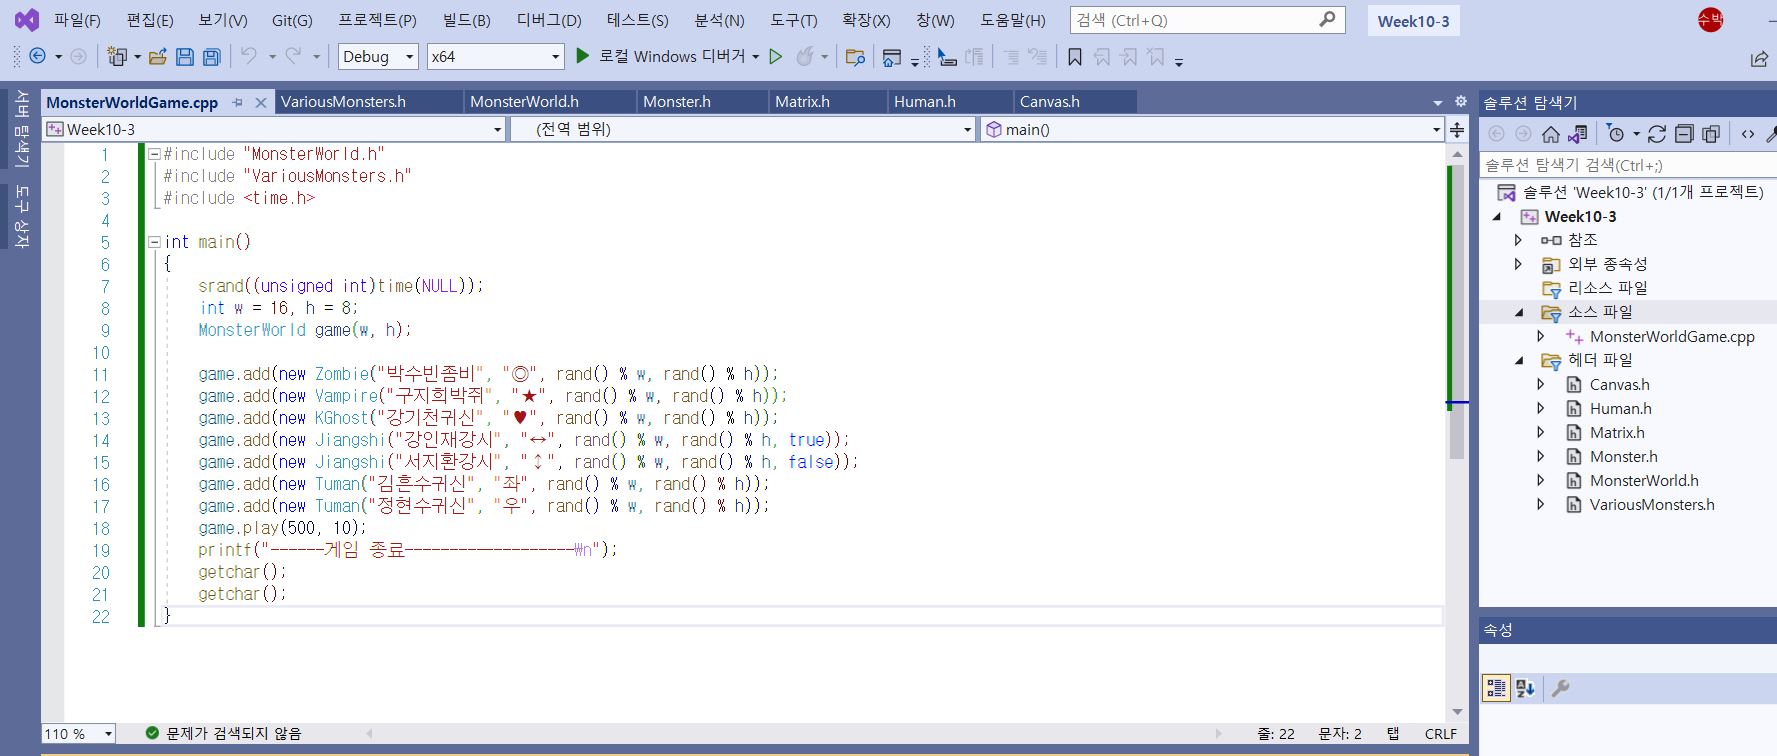 파일(F) 편집(E) 보기(V) Git(G) 프로젝트(P) 빌드(B) 디버그(D) 테스트(S) 분석(N) 도구(T) 확장(X) 창(W) 도움말(H) 검색 (Ctrl+Q) Week10-3 수박
Debug x64 로컬 Windows 디버거
서버 탐색기
도구 상자
MonsterWorldGame.cpp VariousMonsters.h MonsterWorld.h Monster.h Matrix.h Human.h Canvas.h
Week10-3 (전역 범위) main()
1 #include "MonsterWorld.h"
2 #include "VariousMonsters.h"
3 #include <time.h>
4
5 int main()
6 {
7 srand((unsigned int)time(NULL));
8 int w = 16, h = 8;
9 MonsterWorld game(w, h);
10
11 game.add(new Zombie("박수빈좀비", "◎", rand() % w, rand() % h));
12 game.add(new Vampire("구지희박쥐", "★", rand() % w, rand() % h));
13 game.add(new KGhost("강기천귀신", "♥", rand() % w, rand() % h));
14 game.add(new Jiangshi("강인재강시", "↔", rand() % w, rand() % h, true));
15 game.add(new Jiangshi("서지환강시", "↕", rand() % w, rand() % h, false));
16 game.add(new Tuman("김흔수귀신", "좌", rand() % w, rand() % h));
17 game.add(new Tuman("정현수귀신", "우", rand() % w, rand() % h));
18 game.play(500, 10);
19 printf("------게임 종료-------------------₩n");
20 getchar();
21 getchar();
22 }
110 % 문제가 검색되지 않음 줄: 22 문자: 2 탭 CRLF
솔루션 탐색기
솔루션 탐색기 검색(Ctrl+;)
솔루션 'Week10-3' (1/1개 프로젝트)
Week10-3
참조
외부 종속성
리소스 파일
소스 파일
MonsterWorldGame.cpp
헤더 파일
Canvas.h
Human.h
Matrix.h
Monster.h
MonsterWorld.h
VariousMonsters.h
속성